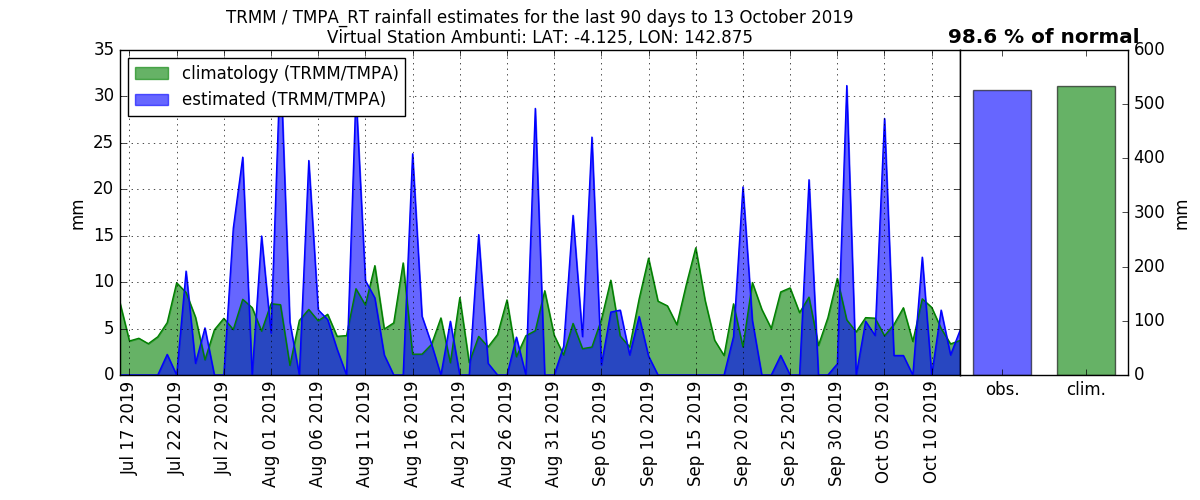 TRMM / TMPA_RT rainfall estimates for the last 90 days to 13 October 2019
Virtual Station Ambunti: LAT: -4.125, LON: 142.875
98.6 % of normal
climatology (TRMM/TMPA)
estimated (TRMM/TMPA)
35
30
25
20
15
10
5
0
mm
Jul 17 2019
Jul 22 2019
Jul 27 2019
Aug 01 2019
Aug 06 2019
Aug 11 2019
Aug 16 2019
Aug 21 2019
Aug 26 2019
Aug 31 2019
Sep 05 2019
Sep 10 2019
Sep 15 2019
Sep 20 2019
Sep 25 2019
Sep 30 2019
Oct 05 2019
Oct 10 2019
600
500
400
300
200
100
0
mm
obs.
clim.